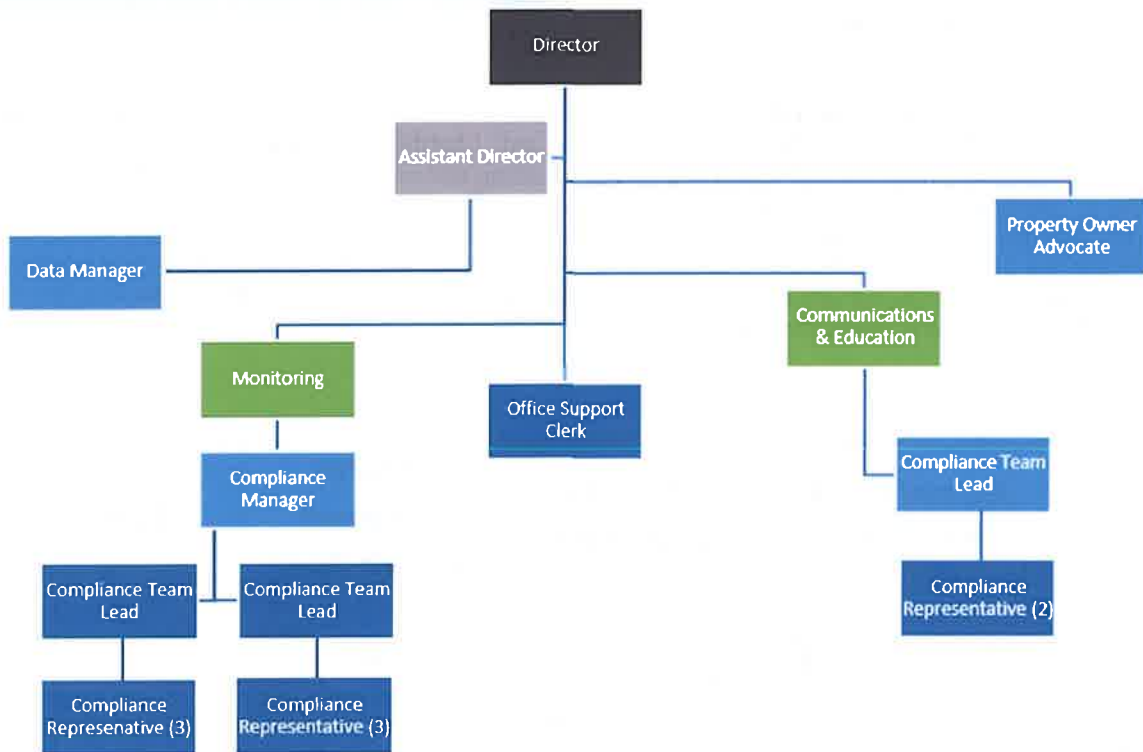 Director
Assistant Director
Property Owner
Advocate
Data Manager
Communications
& Education
Monitoring
Office Support
Clerk
Compliance
Manager
Compliance Team
Lead
Compliance Team
Lead
Compliance Team
Lead
Compliance
Representative (2)
Compliance
Represenative (3)
Compliance
Representative (3)